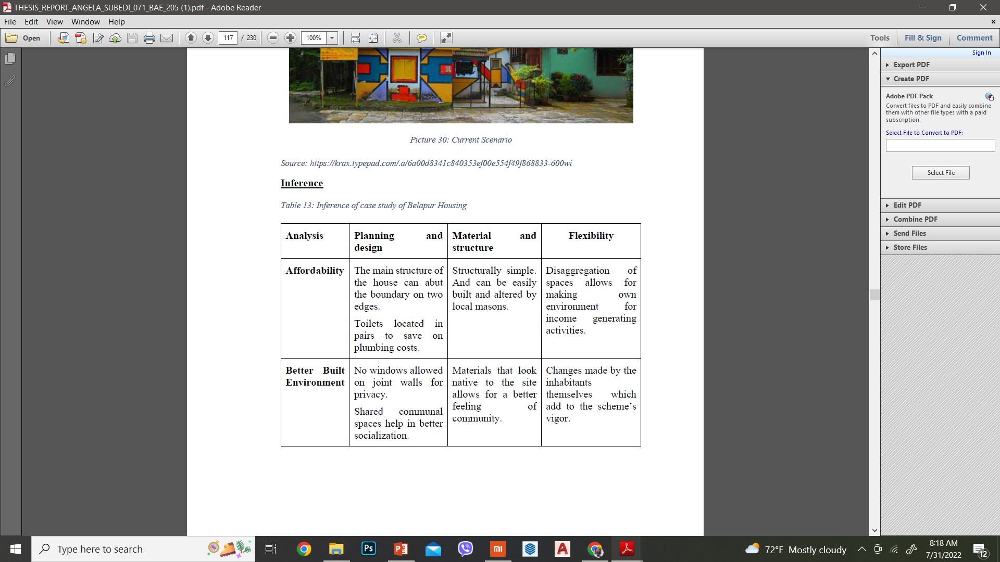 THESIS_REPORT_ANGELA_SUBEDI_071_BAE_205 (1).pdf - Adobe Reader
File Edit View Window Help
Open
117 / 230
100%
Tools Fill & Sign Comment
Sign In
Export PDF
Create PDF
Adobe PDF Pack
Convert files to PDF and easily combine
them with other file types with a paid
subscription.
Select File to Convert to PDF:
Select File
Edit PDF
Combine PDF
Send Files
Store Files
Picture 30: Current Scenario
Source: https://krax.typepad.com/.a/6a00d8341c840353ef00e554f49f868833-600wi
Inference
Table 13: Inference of case study of Belapur Housing
Analysis
Planning and
design
Material and
structure
Flexibility
Affordability
The main structure of
the house can abut
the boundary on two
edges.
Toilets located in
pairs to save on
plumbing costs.
Structurally simple.
And can be easily
built and altered by
local masons.
Disaggregation of
spaces allows for
making own
environment for
income generating
activities.
Better Built
Environment
No windows allowed
on joint walls for
privacy.
Shared communal
spaces help in better
socialization.
Materials that look
native to the site
allows for a better
feeling of
community.
Changes made by the
inhabitants
themselves which
add to the scheme's
vigor.
Type here to search
Ps
mi
72°F Mostly cloudy
8:18 AM
7/31/2022
12